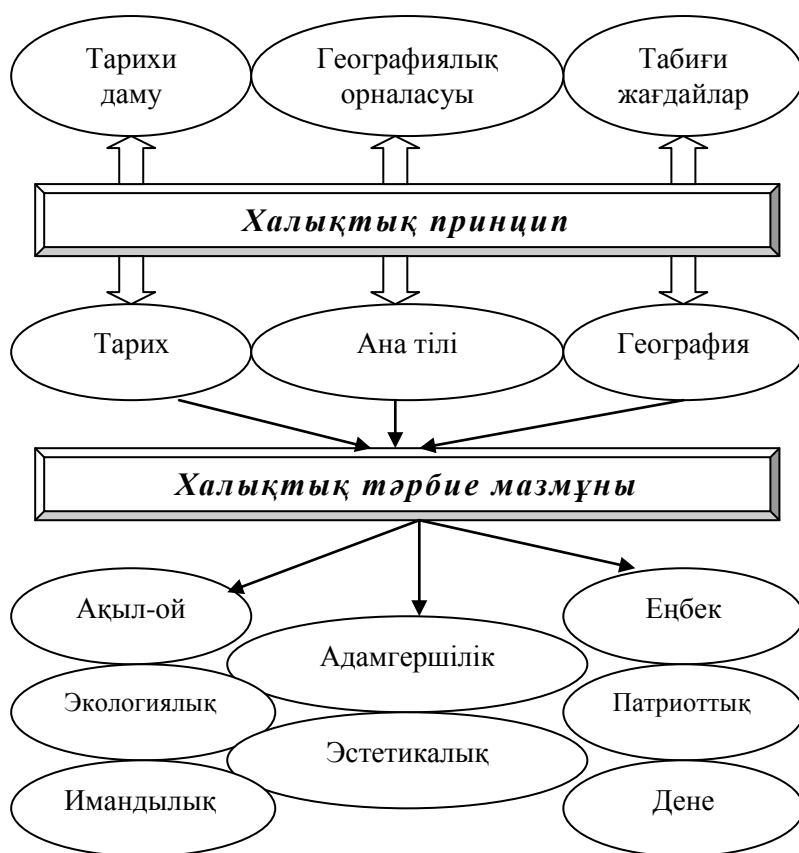 Тарихи
даму
Географиялық
орналасуы
Табиғи
жағдайлар
Халықтық принцип
Тарих
Ана тілі
География
Халықтық тәрбие мазмұны
Ақыл-ой
Адамгершілік
Еңбек
Экологиялық
Эстетикалық
Патриоттық
Имандылық
Дене